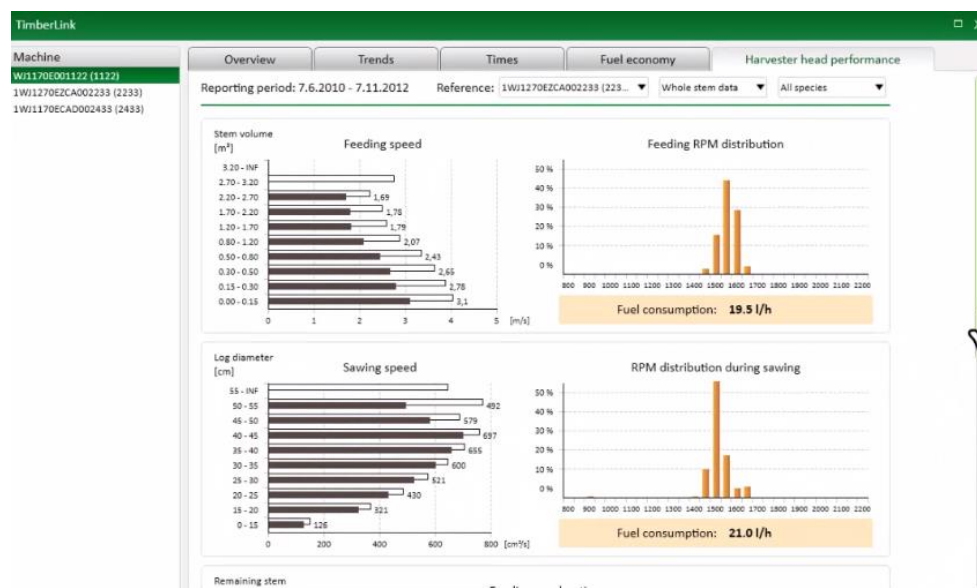 TimberLink
Machine
WJ1170E001122 (1122)
1WJ1270EZCA002233 (2233)
1WJ1170ECAD002433 (2433)
Overview Trends Times Fuel economy Harvester head performance
Reporting period: 7.6.2010 - 7.11.2012 Reference: 1WJ1270EZCA002233 (223... Whole stem data All species
Stem volume
[m³]
Feeding speed
3.20 - INF
2.70 - 3.20
2.20 - 2.70 1,69
1.70 - 2.20 1,78
1.20 - 1.70 1,79
0.80 - 1.20 2,07
0.50 - 0.80 2,43
0.30 - 0.50 2,65
0.15 - 0.30 2,78
0.00 - 0.15 3,1
0 1 2 3 4 5 [m/s]
Feeding RPM distribution
50 %
40 %
30 %
20 %
10 %
0 %
800 900 1000 1100 1200 1300 1400 1500 1600 1700 1800 1900 2000 2100 2200
Fuel consumption: 19.5 l/h
Log diameter
[cm]
Sawing speed
55 - INF
50 - 55 492
45 - 50 579
40 - 45 697
35 - 40 655
30 - 35 600
25 - 30 521
20 - 25 430
15 - 20 321
0 - 15 126
0 200 400 600 800 [cm²/s]
RPM distribution during sawing
50 %
40 %
30 %
20 %
10 %
0 %
800 900 1000 1100 1200 1300 1400 1500 1600 1700 1800 1900 2000 2100 2200
Fuel consumption: 21.0 l/h
Remaining stem